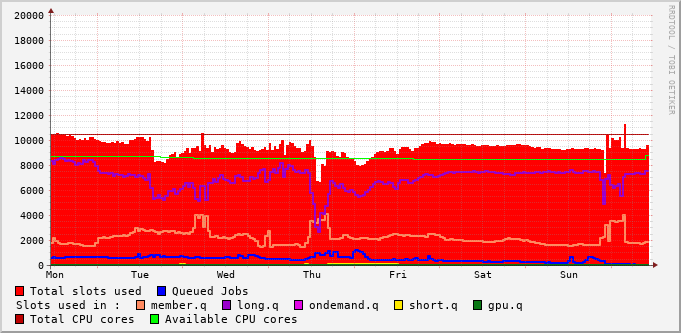 20000
18000
16000
14000
12000
10000
8000
6000
4000
2000
0
Mon Tue Wed Thu Fri Sat Sun
RRDTOOL / TOBI OETIKER
Total slots used Queued Jobs
Slots used in : member.q long.q ondemand.q short.q gpu.q
Total CPU cores Available CPU cores